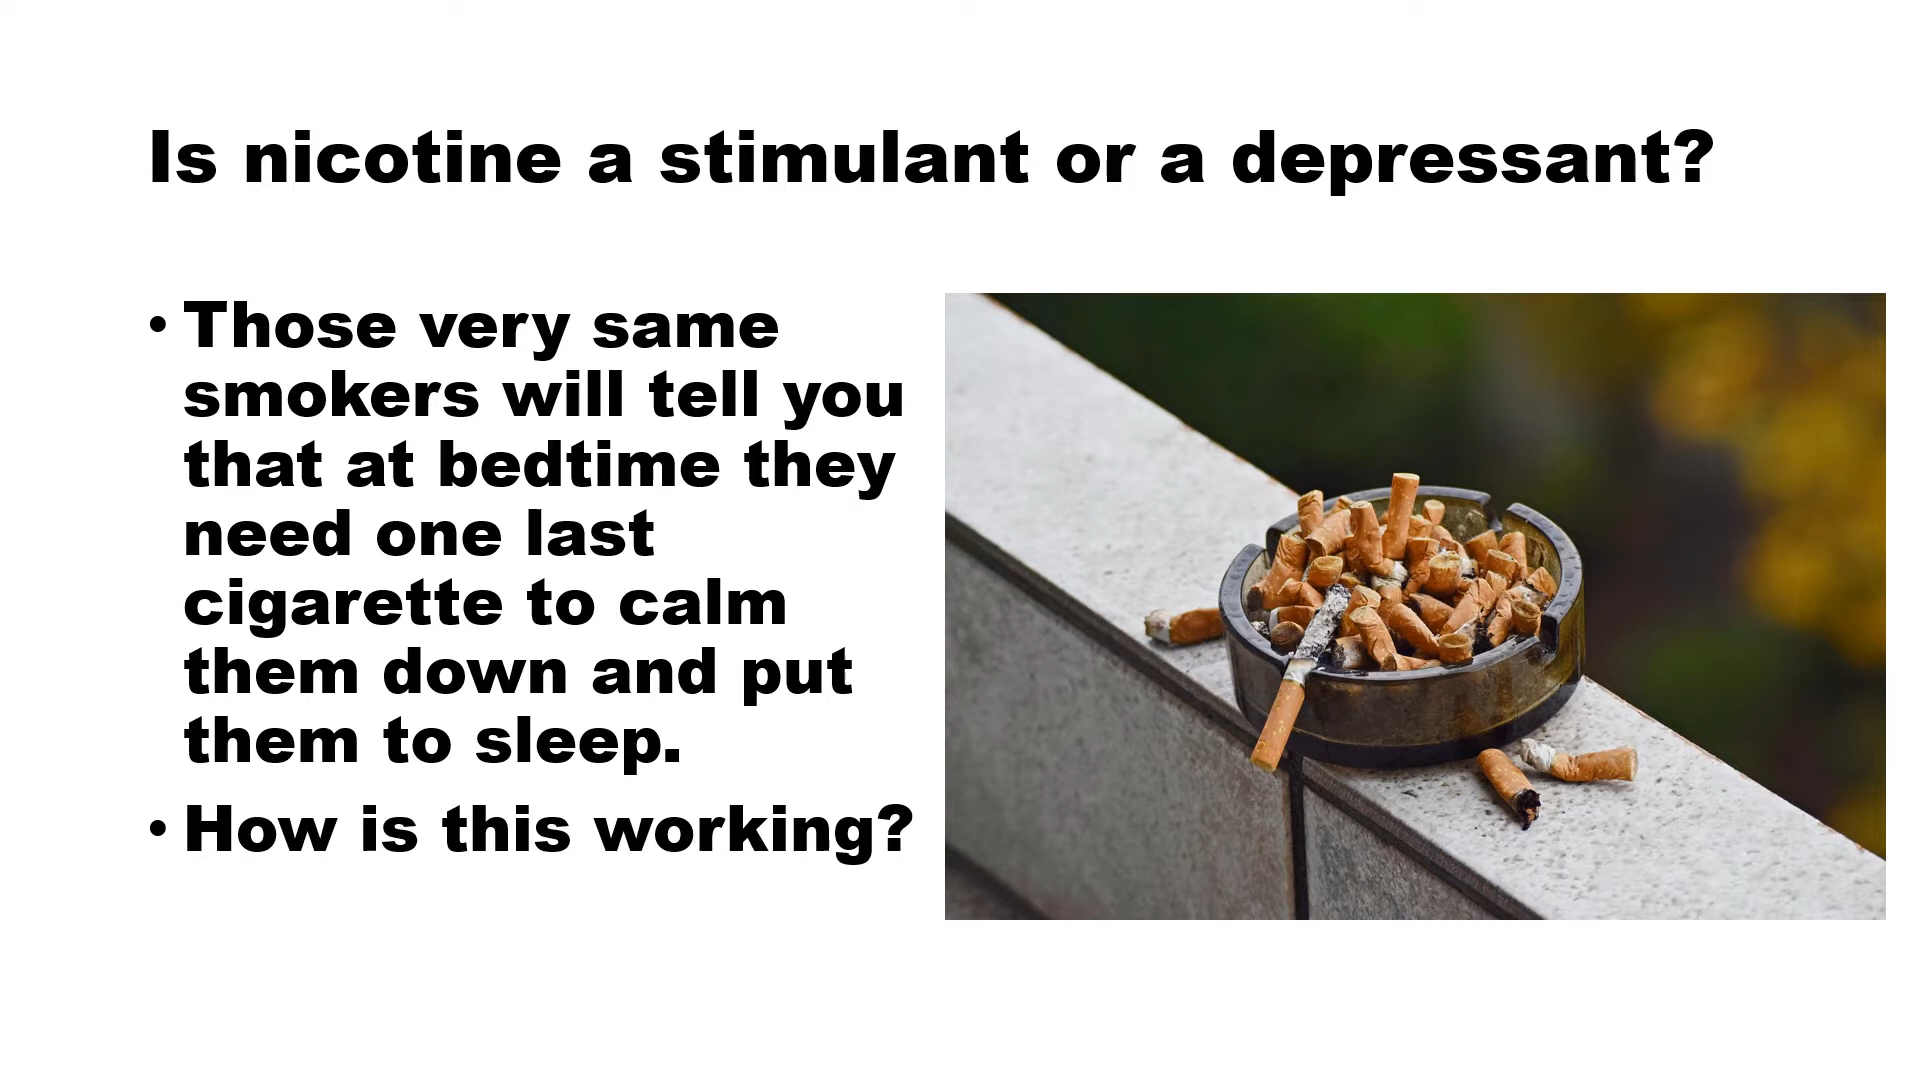 Is nicotine a stimulant or a depressant?
• Those very same
smokers will tell you
that at bedtime they
need one last
cigarette to calm
them down and put
them to sleep.
• How is this working?